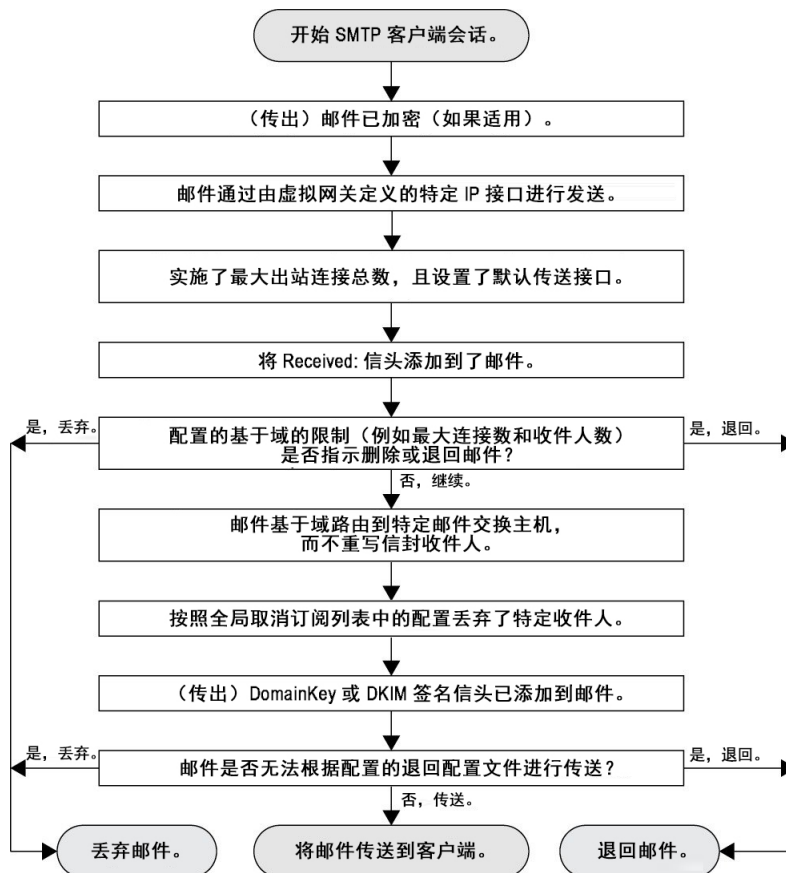 开始 SMTP 客户端会话。
（传出）邮件已加密（如果适用）。
邮件通过由虚拟网关定义的特定 IP 接口进行发送。
实施了最大出站连接总数，且设置了默认传送接口。
将 Received: 信头添加到了邮件。
是，丢弃。
配置的基于域的限制（例如最大连接数和收件人数）
是否指示删除或退回邮件？
是，退回。
否，继续。
邮件基于域路由到特定邮件交换主机，
而不重写信封收件人。
按照全局取消订阅列表中的配置丢弃了特定收件人。
（传出）DomainKey 或 DKIM 签名信头已添加到邮件。
是，丢弃。
邮件是否无法根据配置的退回配置文件进行传送？
是，退回。
否，传送。
丢弃邮件。
将邮件传送到客户端。
退回邮件。